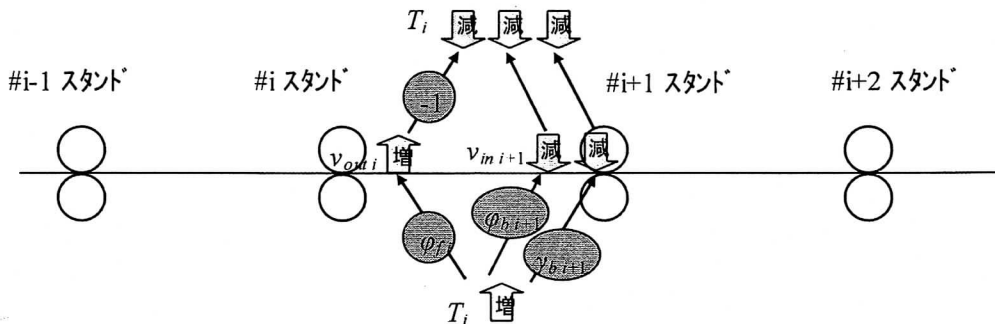 T_i 減 減 減
#i-1 スタンド #i スタンド #i+1 スタンド #i+2 スタンド
-1
v_out i 増 v_in i+1 減 減
φ_f i φ_b i+1 γ_b i+1
T_i 増